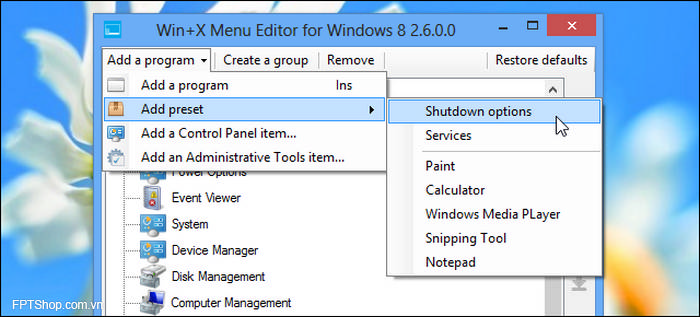 Win+X Menu Editor for Windows 8 2.6.0.0
Add a program Create a group Remove Restore defaults
Add a program Ins
Add preset
Add a Control Panel item...
Add an Administrative Tools item...
Shutdown options
Services
Paint
Calculator
Windows Media PLayer
Snipping Tool
Notepad
Power Options
Event Viewer
System
Device Manager
Disk Management
Computer Management
FPTShop.com.vn